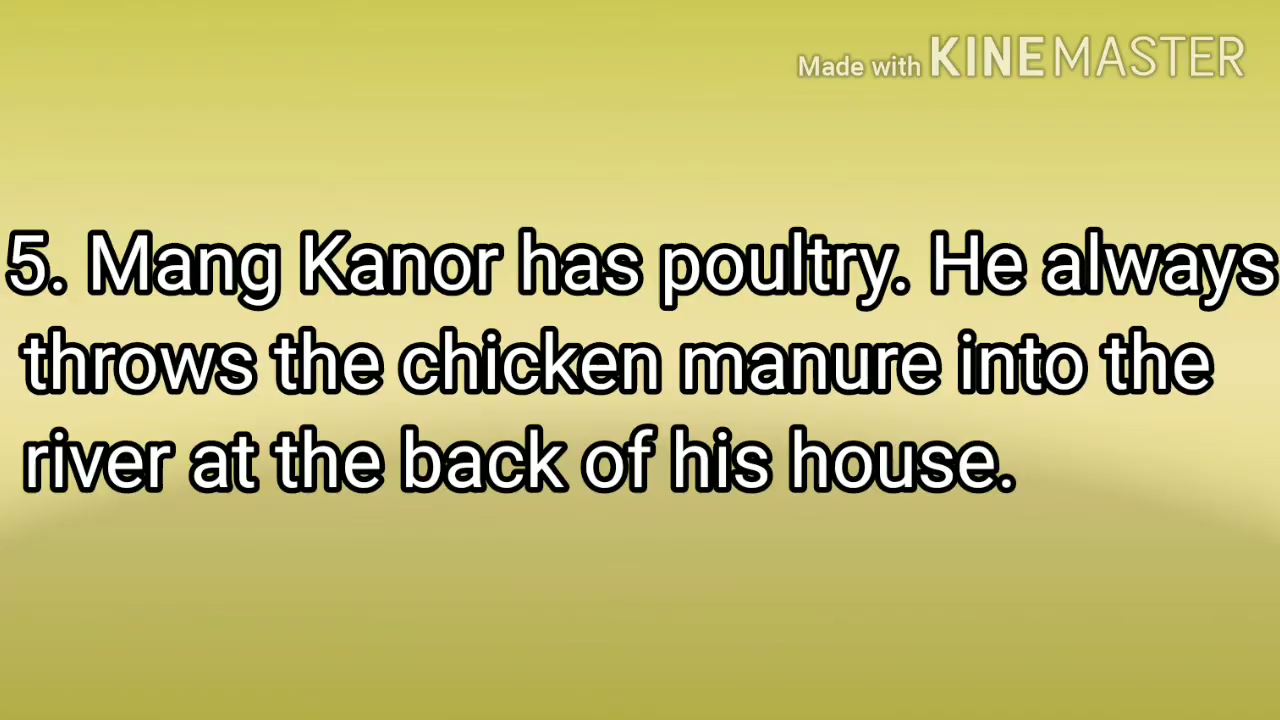 Made with KINEMASTER
5. Mang Kanor has poultry. He always
throws the chicken manure into the
river at the back of his house.